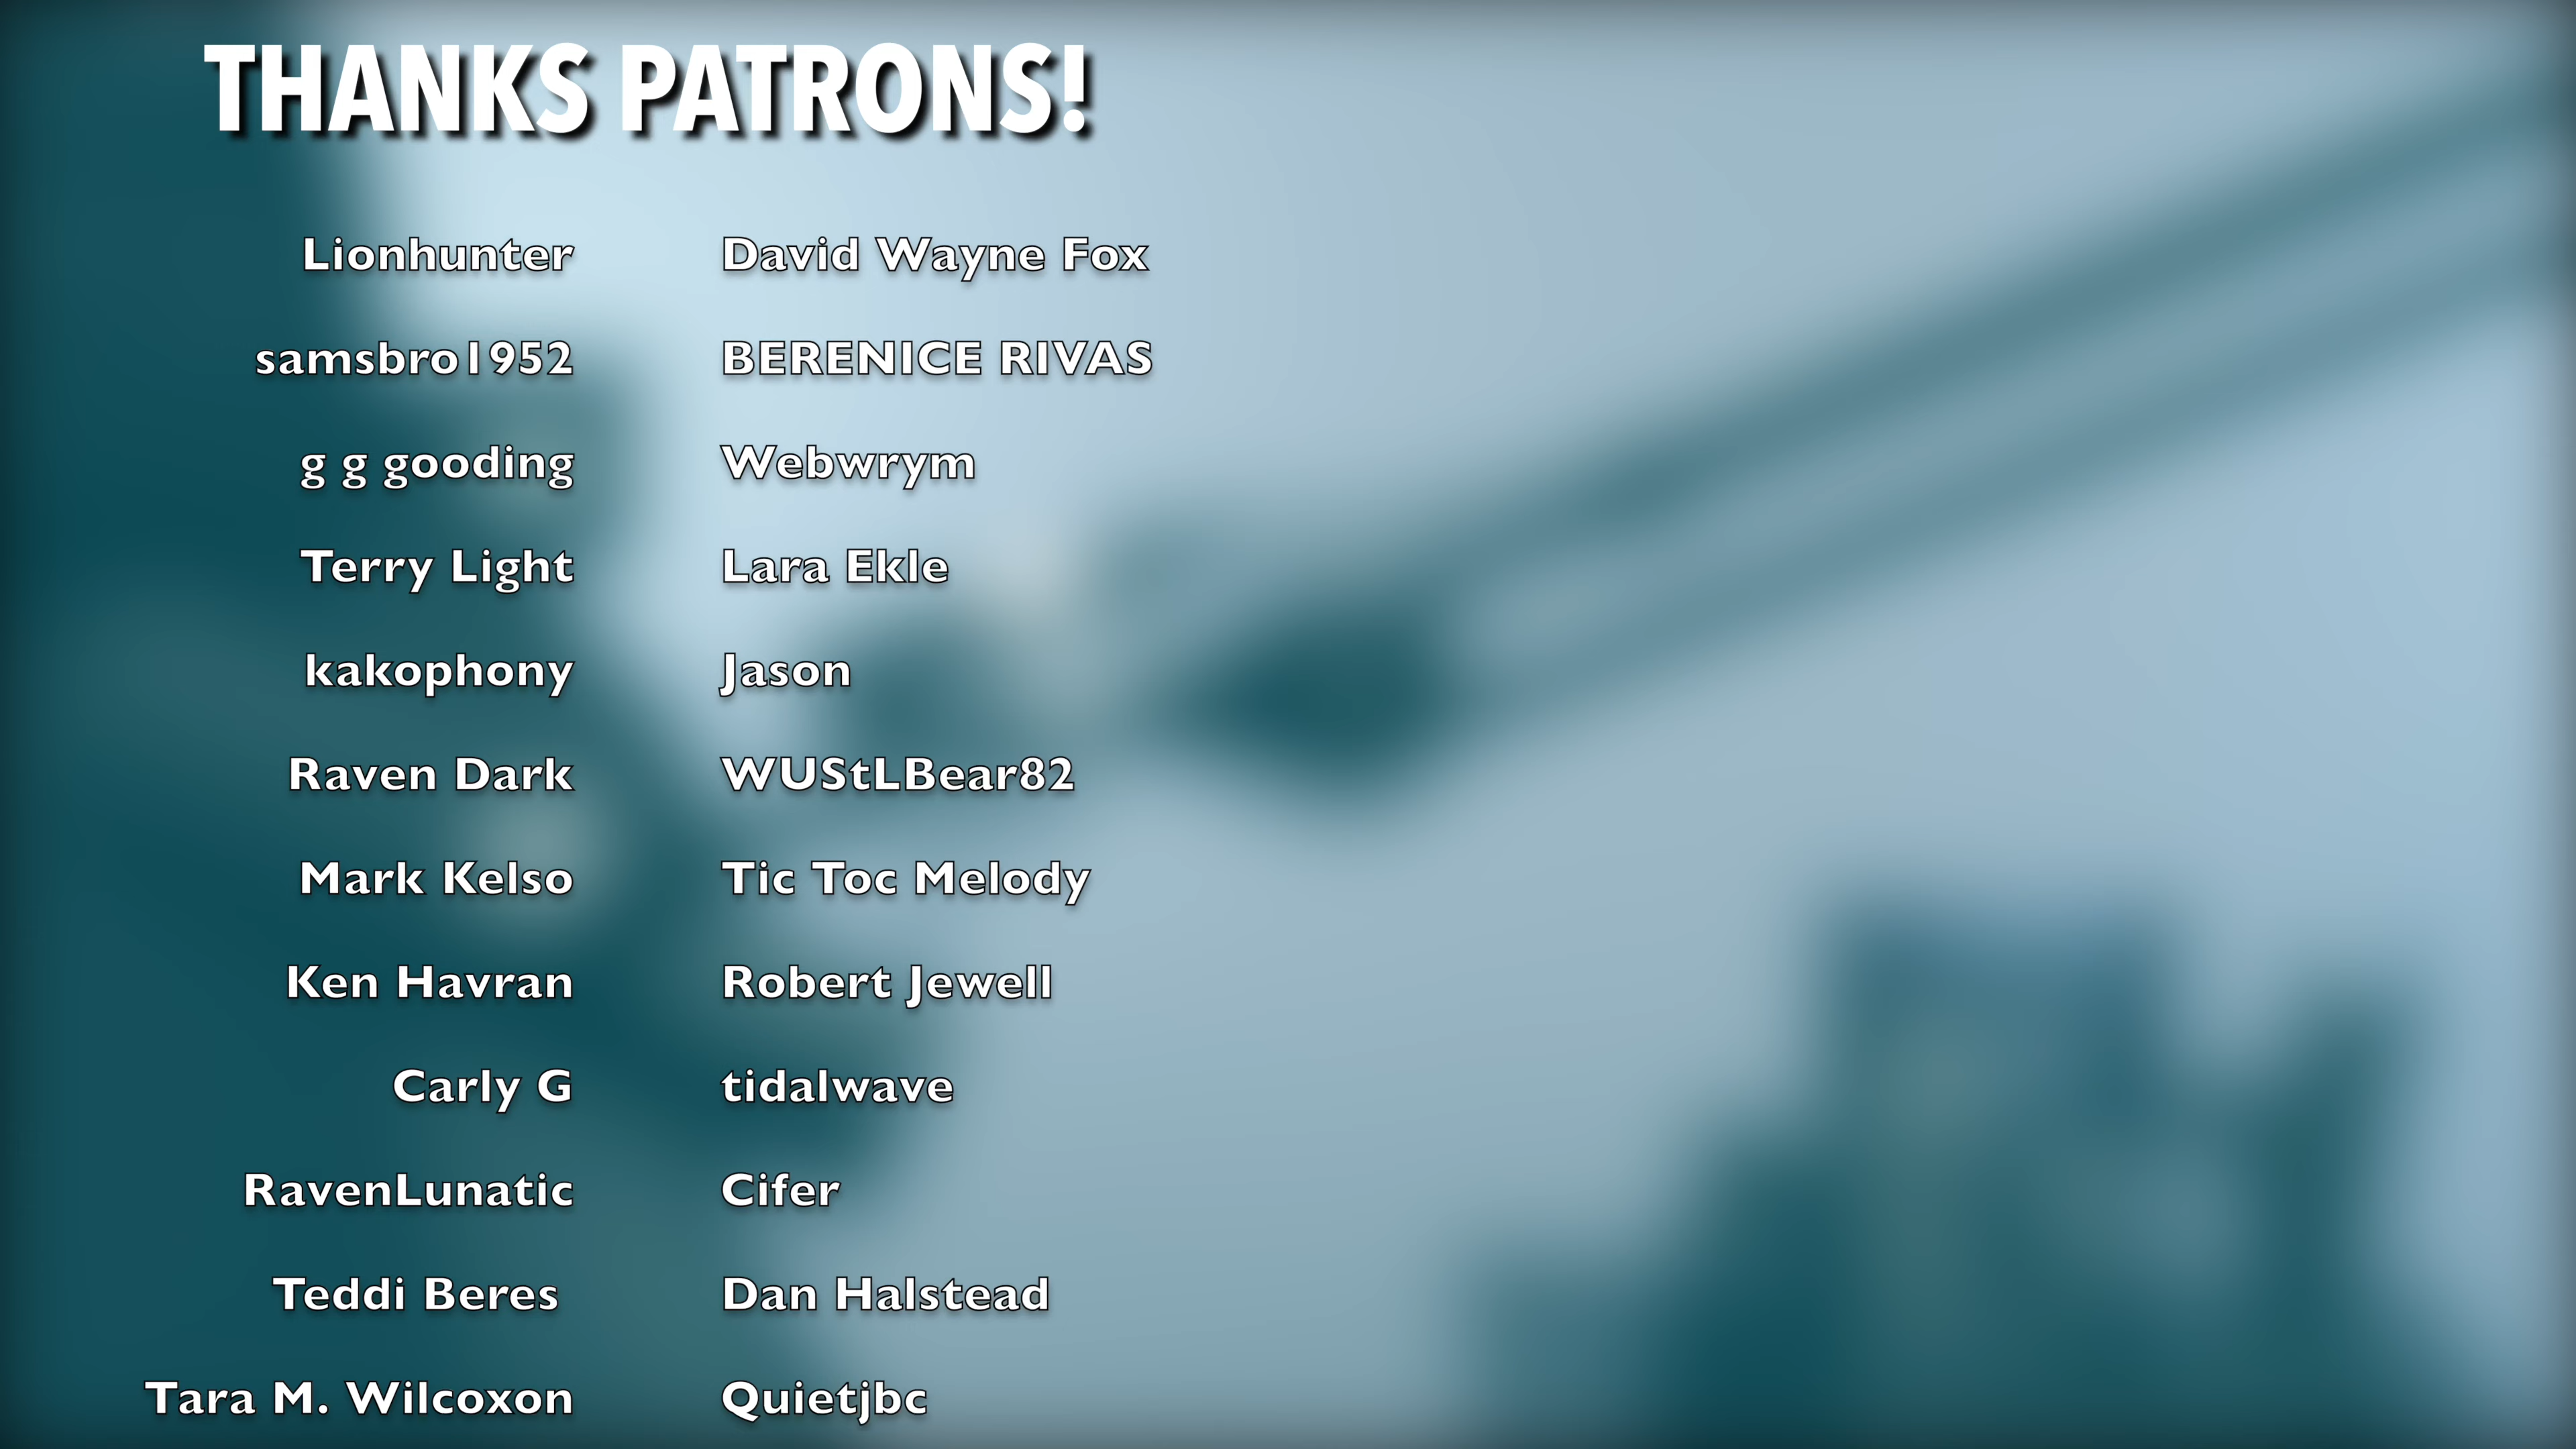 THANKS PATRONS!
Lionhunter David Wayne Fox
samsbro1952 BERENICE RIVAS
g g gooding Webwrym
Terry Light Lara Ekle
kakophony Jason
Raven Dark WUStLBear82
Mark Kelso Tic Toc Melody
Ken Havran Robert Jewell
Carly G tidalwave
RavenLunatic Cifer
Teddi Beres Dan Halstead
Tara M. Wilcoxon Quietjbc